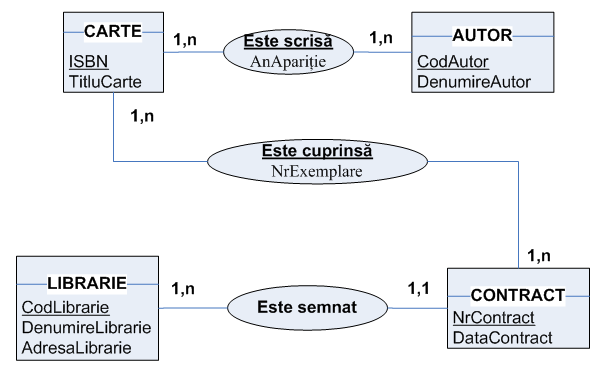 CARTE
ISBN
TitluCarte
1,n
Este scrisă
AnApariție
1,n
AUTOR
CodAutor
DenumireAutor
1,n
Este cuprinsă
NrExemplare
1,n
LIBRARIE
CodLibrarie
DenumireLibrarie
AdresaLibrarie
1,n
Este semnat
1,1
CONTRACT
NrContract
DataContract